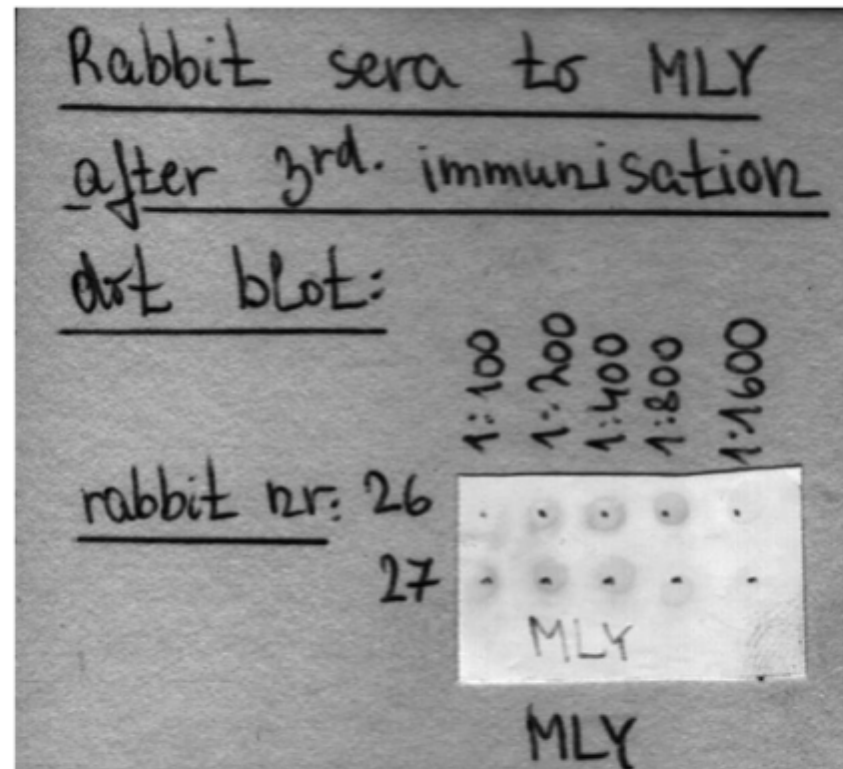 Rabbit sera to MLY
after 3rd. immunisation
dot blot:
1:100 1:200 1:400 1:800 1:1600
rabbit nr: 26
27
MLY
MLY